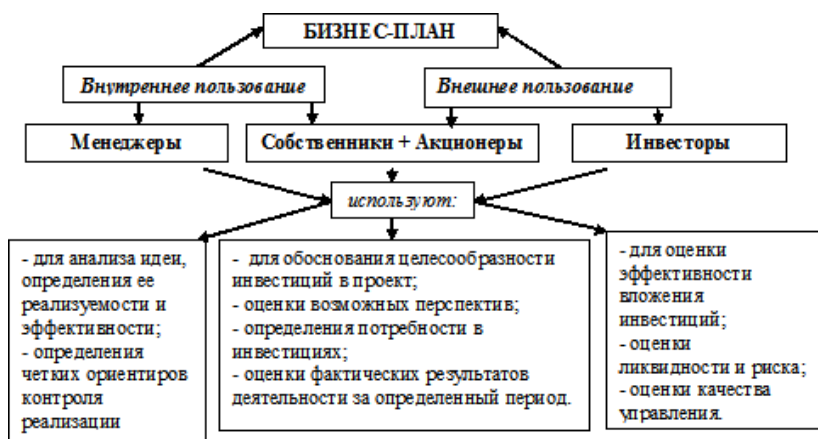 БИЗНЕС-ПЛАН
Внутреннее пользование
Внешнее пользование
Менеджеры
Собственники + Акционеры
Инвесторы
используют:
- для анализа идеи,
определения ее
реализуемости и
эффективности;
- определения
четких ориентиров
контроля
реализации
- для обоснования целесообразности
инвестиций в проект;
- оценки возможных перспектив;
- определения потребности в
инвестициях;
- оценки фактических результатов
деятельности за определенный период.
- для оценки
эффективности
вложения
инвестиций;
- оценки
ликвидности и риска;
- оценки качества
управления.